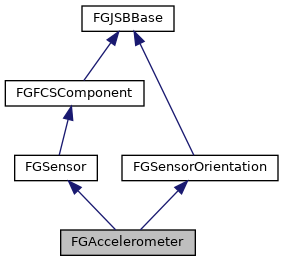 FGJSBBase
FGFCSComponent
FGSensor
FGSensorOrientation
FGAccelerometer